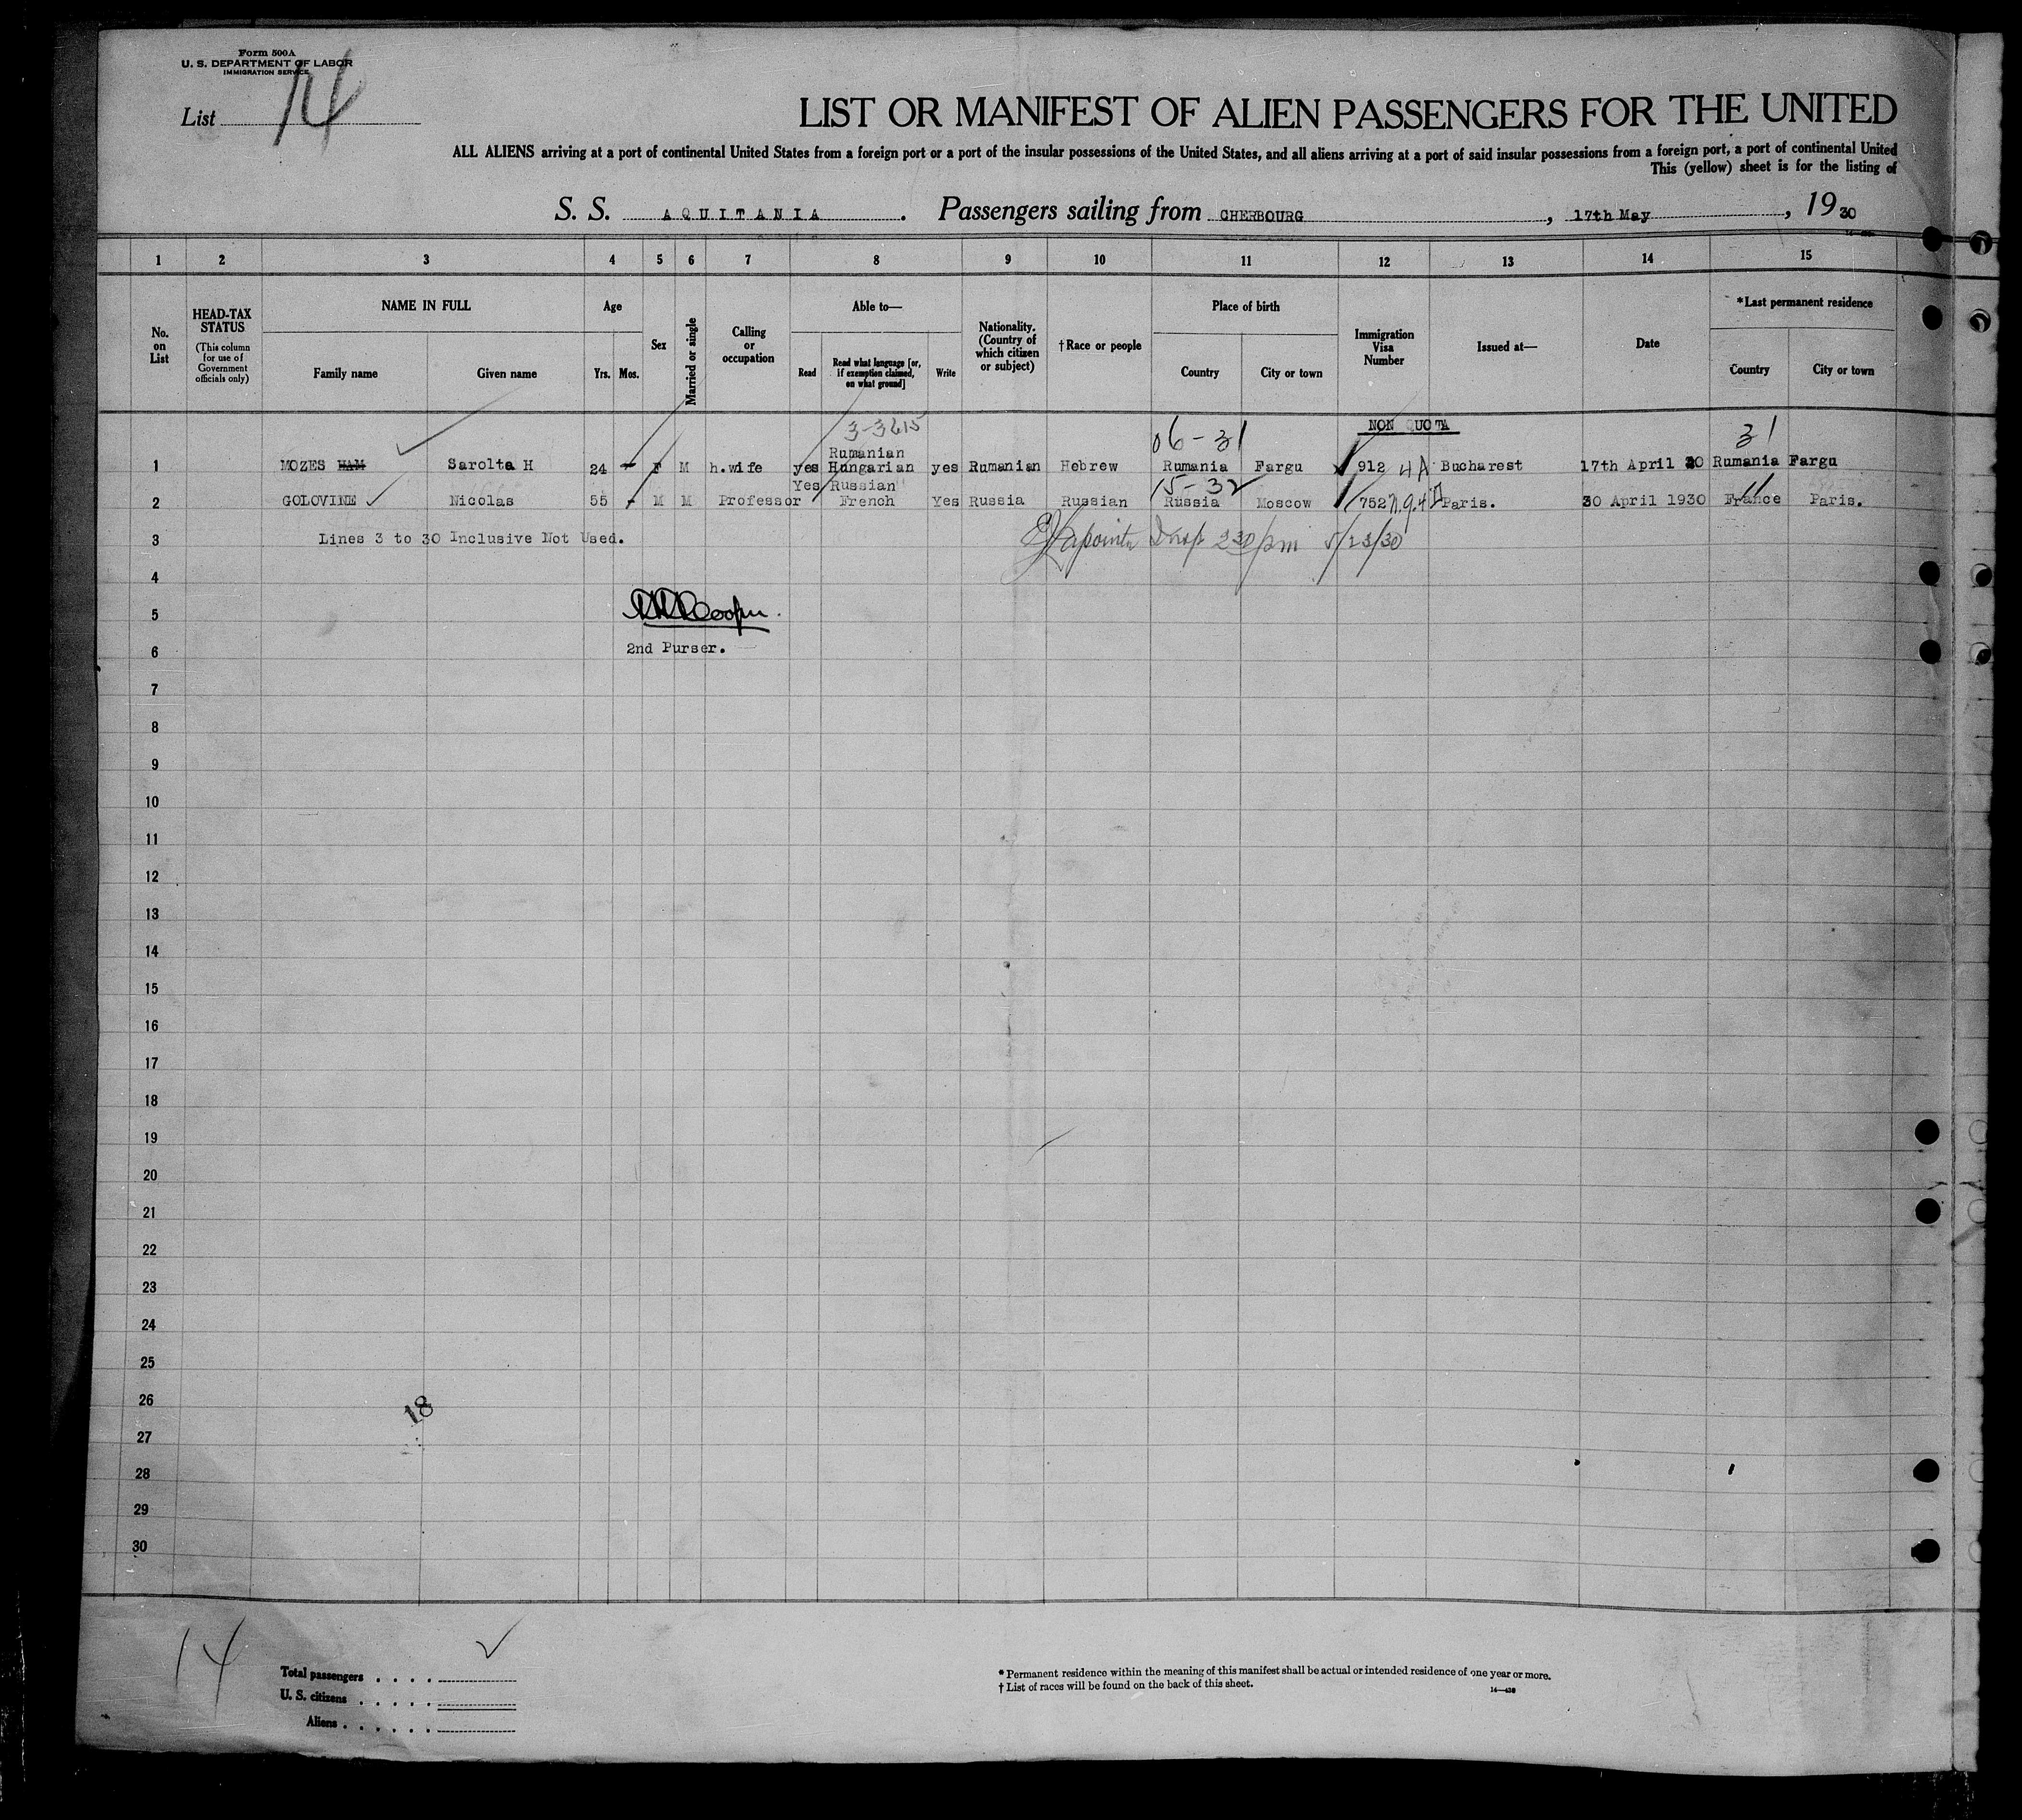 Form 500A
U. S. DEPARTMENT OF LABOR
IMMIGRATION SERVICE
List 14
LIST OR MANIFEST OF ALIEN PASSENGERS FOR THE UNITED
ALL ALIENS arriving at a port of continental United States from a foreign port or a port of the insular possessions of the United States, and all aliens arriving at a port of said insular possessions from a foreign port, a port of continental United
This (yellow) sheet is for the listing of
S. S. AQUITANIA. Passengers sailing from CHERBOURG, 17th May, 1930
1 2 3 4 5 6 7 8 9 10 11 12 13 14 15
No. on List
HEAD-TAX STATUS
(This column for use of Government officials only)
NAME IN FULL
Family name
Given name
Age
Yrs. Mos.
Sex
Married or single
Calling or occupation
Able to—
Read
Read what language [or, if exemption claimed, on what ground]
Write
Nationality. (Country of which citizen or subject)
†Race or people
Place of birth
Country
City or town
Immigration Visa Number
Issued at—
Date
*Last permanent residence
Country
City or town
3-3615
06-31
NON QUOTA
31
Rumanian
1 MOZES HAM Sarolta H 24 - F M h.wife yes Hungarian yes Rumanian Hebrew Rumania Fargu 912 4A Bucharest 17th April 30 Rumania Fargu
Yes Russian
15-32
11
2 GOLOVINE Nicolas 55 - M M Professor French Yes Russia Russian Russia Moscow 752 Paris. 30 April 1930 France Paris.
3 Lines 3 to 30 Inclusive Not Used.
Lapointe Insp 230 pm 5/23/30
4
5 Cooper.
6 2nd Purser.
7
8
9
10
11
12
13
14
15
16
17
18
19
20
21
22
23
24
25
26
18
27
28
29
30
14
Total passengers . . . .
U. S. citizens . . . . .
Aliens . . . . . .
* Permanent residence within the meaning of this manifest shall be actual or intended residence of one year or more.
† List of races will be found on the back of this sheet.
14—428